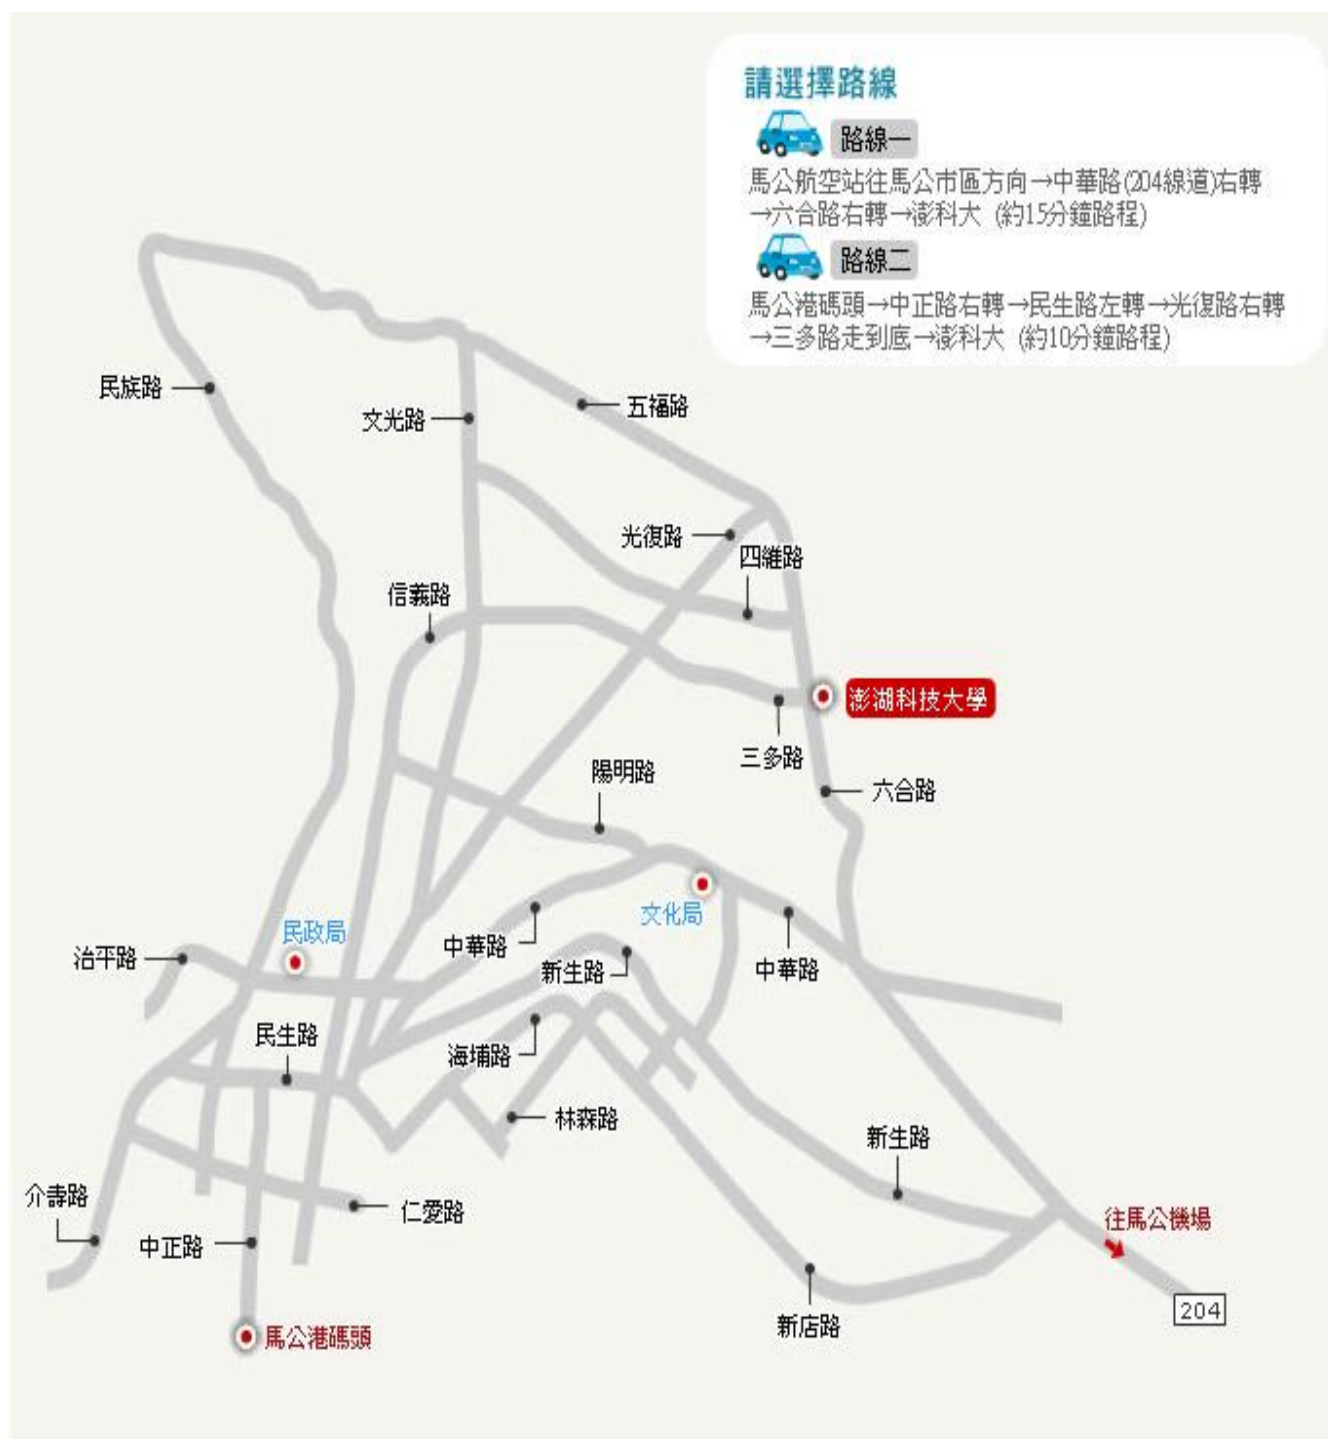 請選擇路線
路線一
馬公航空站往馬公市區方向→中華路(204線道)右轉
→六合路右轉→澎科大 (約15分鐘路程)
路線二
馬公港碼頭→中正路右轉→民生路左轉→光復路右轉
→三多路走到底→澎科大 (約10分鐘路程)
民族路
文光路
五福路
光復路
四維路
信義路
澎湖科技大學
三多路
陽明路
六合路
文化局
民政局
中華路
治平路
新生路
中華路
民生路
海埔路
林森路
新生路
介壽路
仁愛路
往馬公機場
中正路
204
新店路
馬公港碼頭